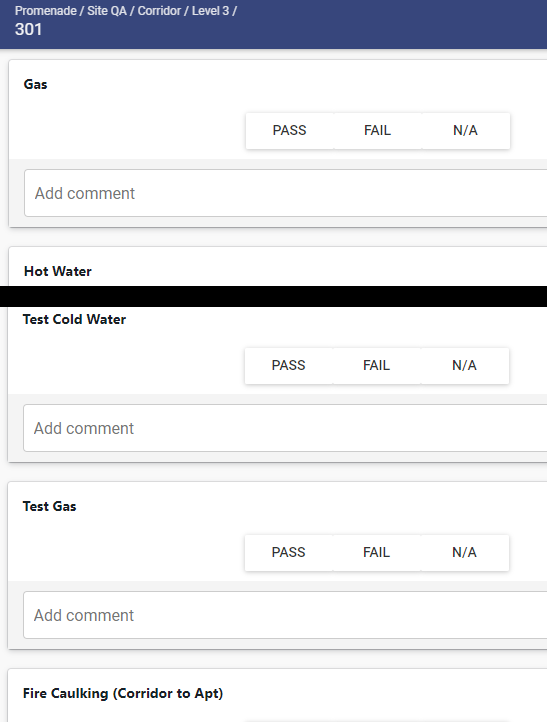 Promenade / Site QA / Corridor / Level 3 /
301
Gas
PASS FAIL N/A
Add comment
Hot Water
Test Cold Water
PASS FAIL N/A
Add comment
Test Gas
PASS FAIL N/A
Add comment
Fire Caulking (Corridor to Apt)